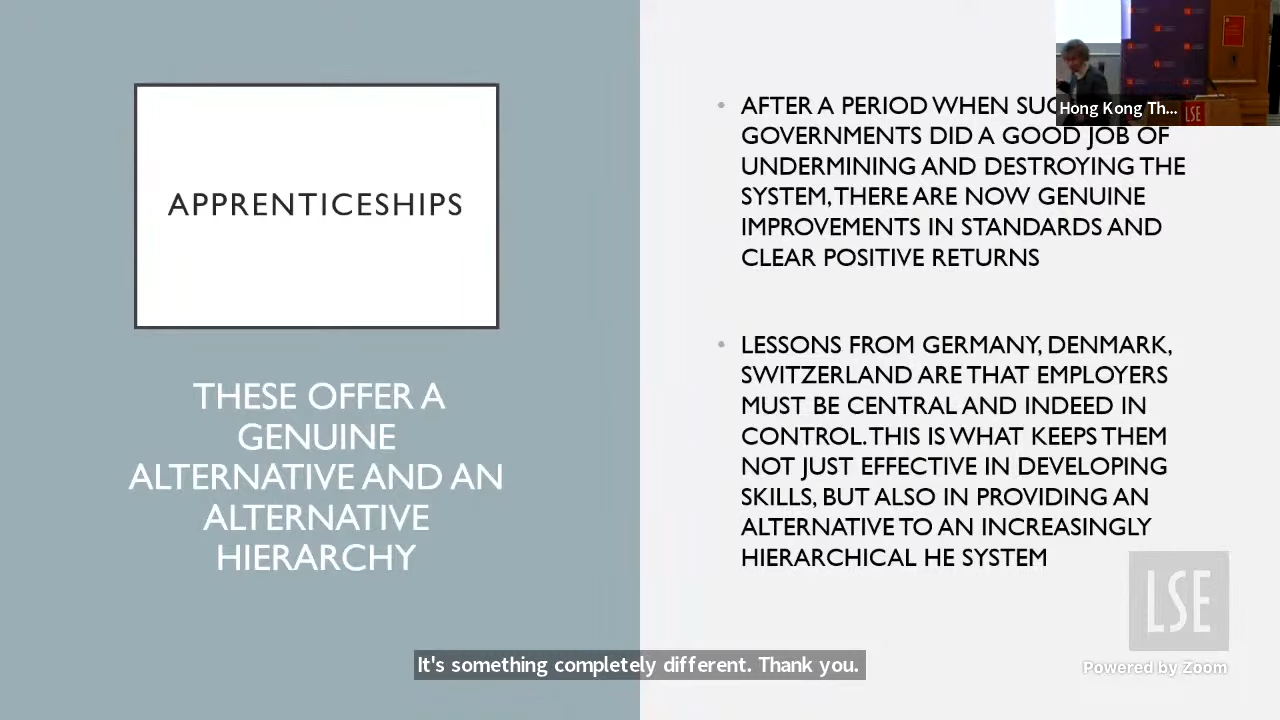 APPRENTICESHIPS
THESE OFFER A
GENUINE
ALTERNATIVE AND AN
ALTERNATIVE
HIERARCHY
AFTER A PERIOD WHEN
GOVERNMENTS DID A GOOD JOB OF
UNDERMINING AND DESTROYING THE
SYSTEM, THERE ARE NOW GENUINE
IMPROVEMENTS IN STANDARDS AND
CLEAR POSITIVE RETURNS
LESSONS FROM GERMANY, DENMARK,
SWITZERLAND ARE THAT EMPLOYERS
MUST BE CENTRAL AND INDEED IN
CONTROL. THIS IS WHAT KEEPS THEM
NOT JUST EFFECTIVE IN DEVELOPING
SKILLS, BUT ALSO IN PROVIDING AN
ALTERNATIVE TO AN INCREASINGLY
HIERARCHICAL HE SYSTEM
Hong Kong Th...
LSE
LSE
Powered by Zoom
It's something completely different. Thank you.